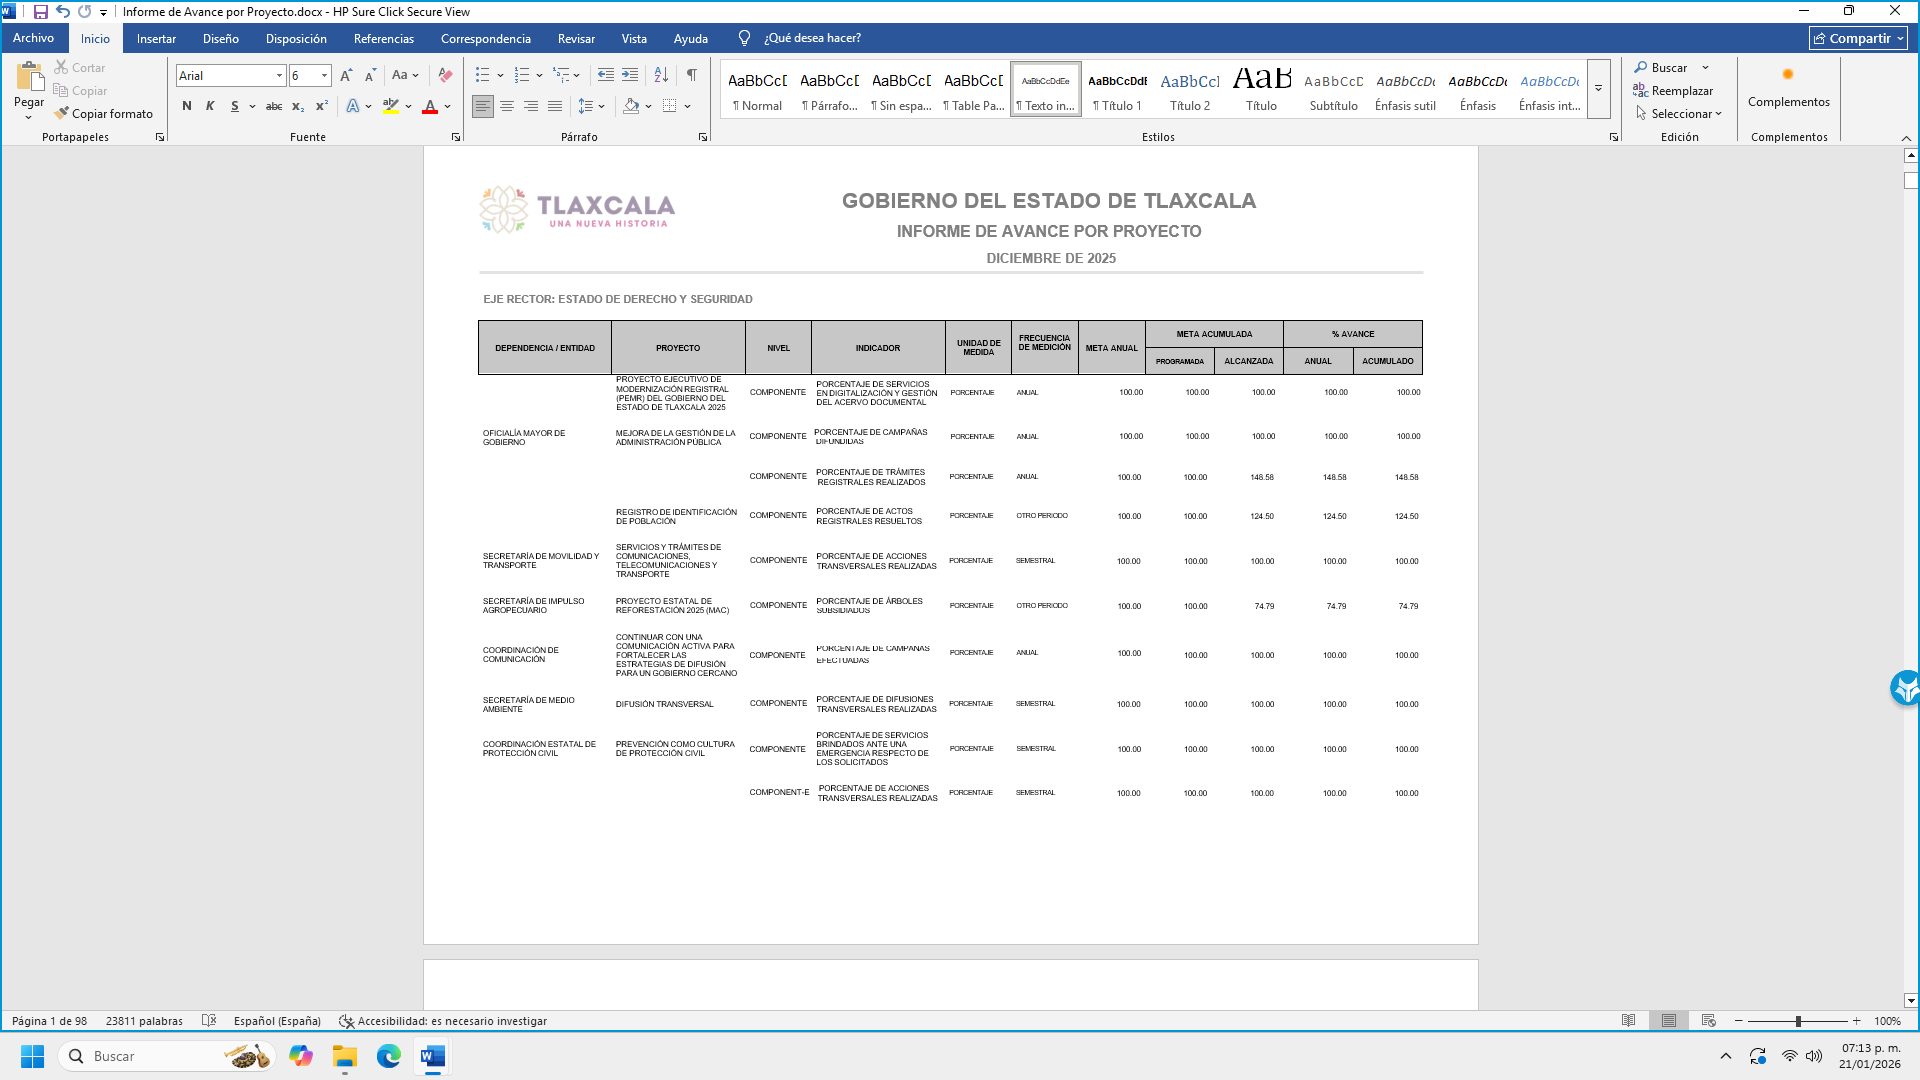 Informe de Avance por Proyecto.docx - HP Sure Click Secure View
Archivo Inicio Insertar Diseño Disposición Referencias Correspondencia Revisar Vista Ayuda ¿Qué desea hacer? Compartir
Pegar
Cortar
Copiar
Copiar formato
Portapapeles
Arial 6
Fuente
Párrafo
AaBbCcD AaBbCcD AaBbCcD AaBbCcD AaBbCcDdEe AaBbCcDdE AaBbCcI AaB AaBbCcD AaBbCcDc AaBbCcDc AaBbCcDc
¶ Normal ¶ Párrafo... ¶ Sin espa... ¶ Table Pa... ¶ Texto in... ¶ Título 1 Título 2 Título Subtítulo Énfasis sutil Énfasis Énfasis int...
Estilos
Buscar
Reemplazar
Seleccionar
Edición
Complementos
Complementos
TLAXCALA
UNA NUEVA HISTORIA
GOBIERNO DEL ESTADO DE TLAXCALA
INFORME DE AVANCE POR PROYECTO
DICIEMBRE DE 2025
EJE RECTOR: ESTADO DE DERECHO Y SEGURIDAD
DEPENDENCIA / ENTIDAD PROYECTO NIVEL INDICADOR UNIDAD DE MEDIDA FRECUENCIA DE MEDICIÓN META ANUAL META ACUMULADA % AVANCE
PROGRAMADA ALCANZADA ANUAL ACUMULADO
PROYECTO EJECUTIVO DE MODERNIZACIÓN REGISTRAL (PEMR) DEL GOBIERNO DEL ESTADO DE TLAXCALA 2025 COMPONENTE PORCENTAJE DE SERVICIOS EN DIGITALIZACIÓN Y GESTIÓN DEL ACERVO DOCUMENTAL PORCENTAJE ANUAL 100.00 100.00 100.00 100.00 100.00
OFICIALÍA MAYOR DE GOBIERNO MEJORA DE LA GESTIÓN DE LA ADMINISTRACIÓN PÚBLICA COMPONENTE PORCENTAJE DE CAMPAÑAS DIFUNDIDAS PORCENTAJE ANUAL 100.00 100.00 100.00 100.00 100.00
COMPONENTE PORCENTAJE DE TRÁMITES REGISTRALES REALIZADOS PORCENTAJE ANUAL 100.00 100.00 148.58 148.58 148.58
REGISTRO DE IDENTIFICACIÓN DE POBLACIÓN COMPONENTE PORCENTAJE DE ACTOS REGISTRALES RESUELTOS PORCENTAJE OTRO PERIODO 100.00 100.00 124.50 124.50 124.50
SECRETARÍA DE MOVILIDAD Y TRANSPORTE SERVICIOS Y TRÁMITES DE COMUNICACIONES, TELECOMUNICACIONES Y TRANSPORTE COMPONENTE PORCENTAJE DE ACCIONES TRANSVERSALES REALIZADAS PORCENTAJE SEMESTRAL 100.00 100.00 100.00 100.00 100.00
SECRETARÍA DE IMPULSO AGROPECUARIO PROYECTO ESTATAL DE REFORESTACIÓN 2025 (MAC) COMPONENTE PORCENTAJE DE ÁRBOLES SUBSIDIADOS PORCENTAJE OTRO PERIODO 100.00 100.00 74.79 74.79 74.79
COORDINACIÓN DE COMUNICACIÓN CONTINUAR CON UNA COMUNICACIÓN ACTIVA PARA FORTALECER LAS ESTRATEGIAS DE DIFUSIÓN PARA UN GOBIERNO CERCANO COMPONENTE PORCENTAJE DE CAMPAÑAS EFECTUADAS PORCENTAJE ANUAL 100.00 100.00 100.00 100.00 100.00
SECRETARÍA DE MEDIO AMBIENTE DIFUSIÓN TRANSVERSAL COMPONENTE PORCENTAJE DE DIFUSIONES TRANSVERSALES REALIZADAS PORCENTAJE SEMESTRAL 100.00 100.00 100.00 100.00 100.00
COORDINACIÓN ESTATAL DE PROTECCIÓN CIVIL PREVENCIÓN COMO CULTURA DE PROTECCIÓN CIVIL COMPONENTE PORCENTAJE DE SERVICIOS BRINDADOS ANTE UNA EMERGENCIA RESPECTO DE LOS SOLICITADOS PORCENTAJE SEMESTRAL 100.00 100.00 100.00 100.00 100.00
COMPONENT-E PORCENTAJE DE ACCIONES TRANSVERSALES REALIZADAS PORCENTAJE SEMESTRAL 100.00 100.00 100.00 100.00 100.00
Página 1 de 98 23811 palabras Español (España) Accesibilidad: es necesario investigar 100%
Buscar
07:13 p. m.
21/01/2026